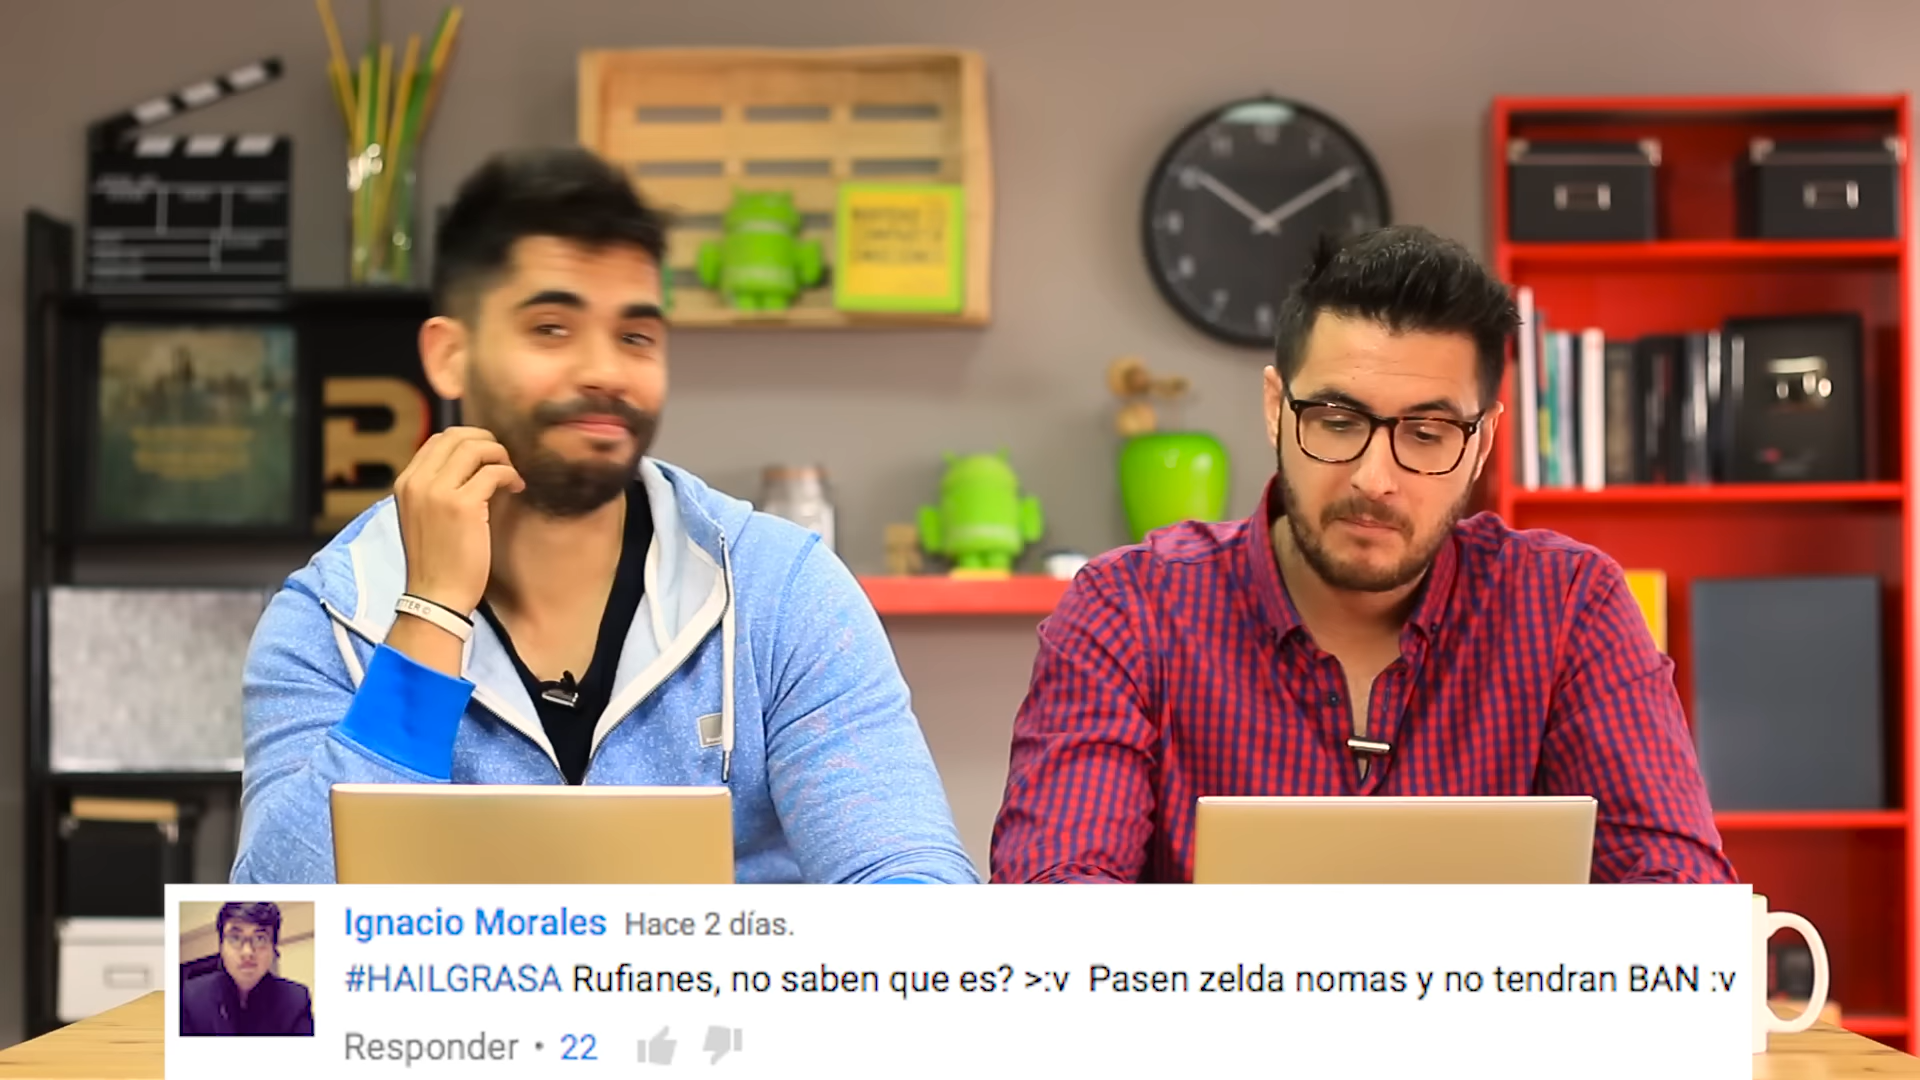 B
TTER
Ignacio Morales Hace 2 días.
#HAILGRASA Rufianes, no saben que es? >:v Pasen zelda nomas y no tendran BAN :v
Responder • 22